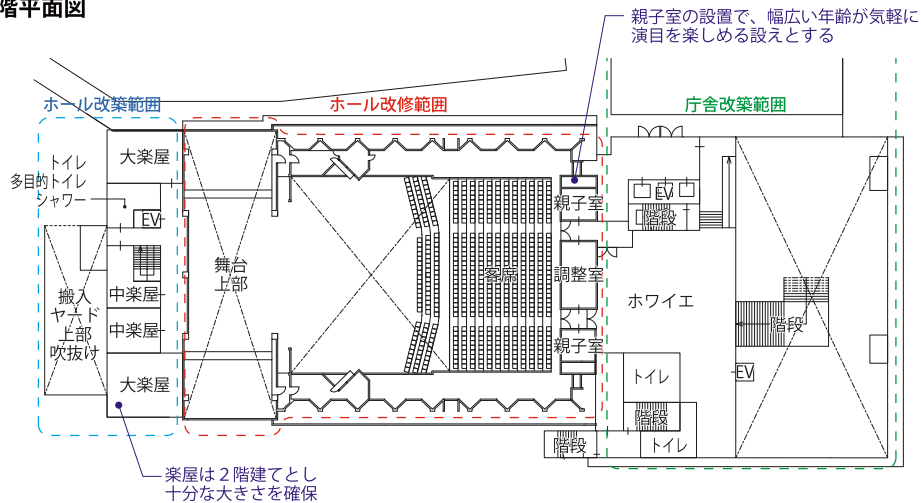 階平面図
親子室の設置で、幅広い年齢が気軽に
演目を楽しめる設えとする
ホール改築範囲
ホール改修範囲
庁舎改築範囲
トイレ
多目的トイレ
シャワー
大楽屋
EV
中楽屋
中楽屋
大楽屋
搬入
ヤード
上部
吹抜け
舞台
上部
客席
親子室
調整室
親子室
EV
階段
ホワイエ
階段
EV
トイレ
階段
トイレ
階段
楽屋は２階建てとし
十分な大きさを確保